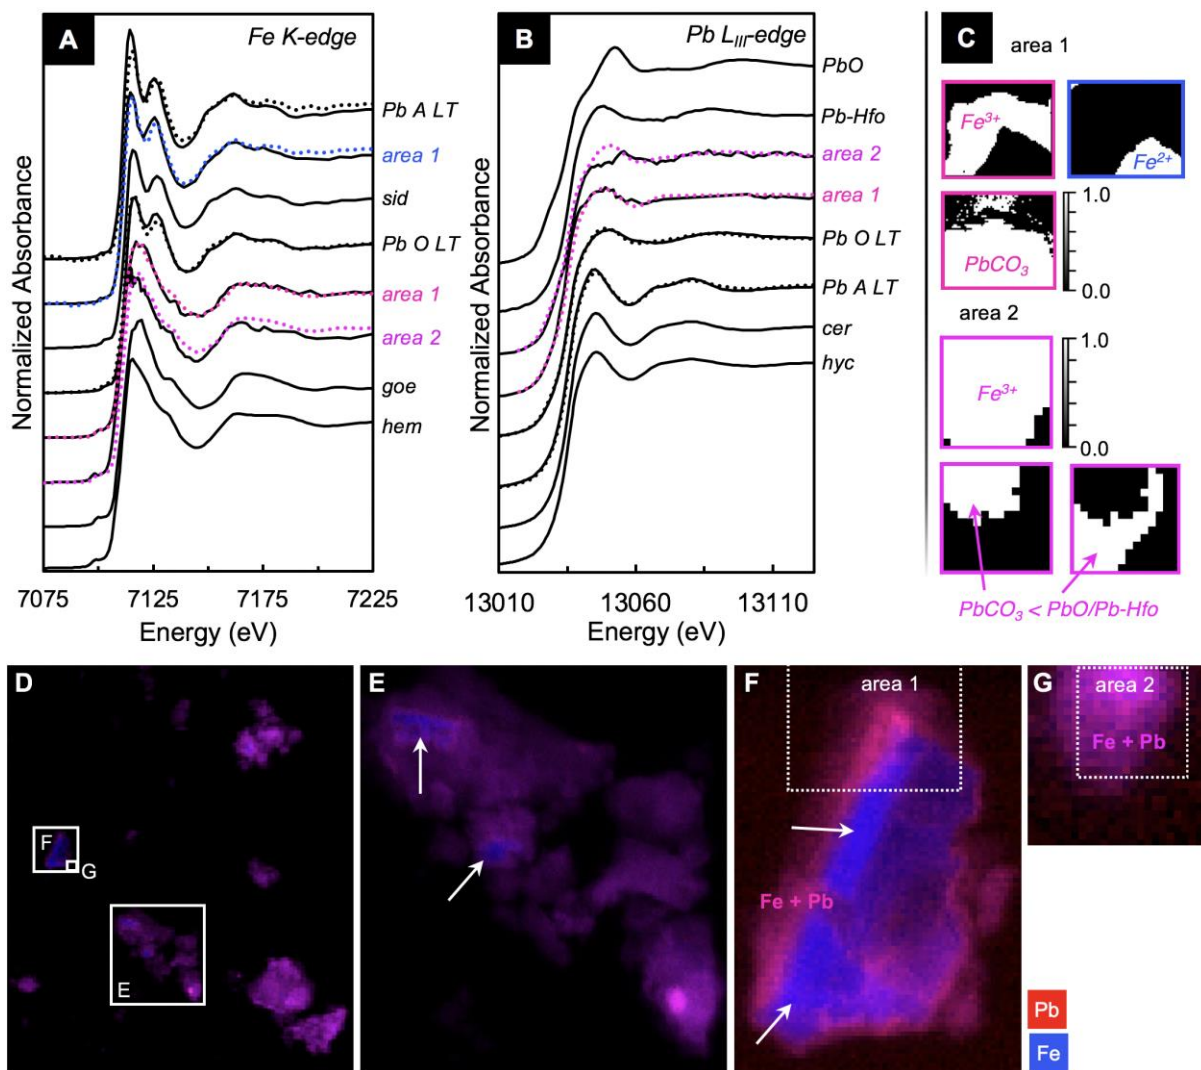 A
Fe K-edge
Normalized Absorbance
Pb A LT
area 1
sid
Pb O LT
area 1
area 2
goe
hem
7075
7125
7175
7225
Energy (eV)
B
Pb LIII-edge
Normalized Absorbance
PbO
Pb-Hfo
area 2
area 1
Pb O LT
Pb A LT
cer
hyc
13010
13060
13110
Energy (eV)
C
area 1
Fe3+
Fe2+
PbCO3
1.0
0.0
area 2
Fe3+
1.0
0.0
PbCO3 < PbO/Pb-Hfo
D
F
G
E
E
F
area 1
Fe + Pb
G
area 2
Fe + Pb
Pb
Fe